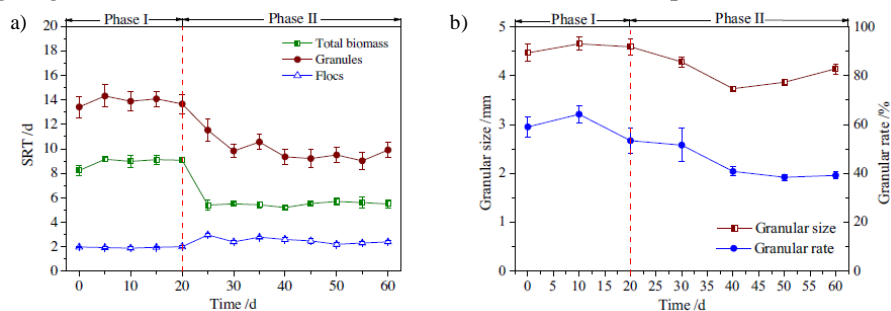 a)
Phase I
Phase II
20
18
16
14
12
10
8
6
4
2
0
SRT /d
Total biomass
Granules
Flocs
0
10
20
30
40
50
60
Time /d
b)
Phase I
Phase II
5
4
3
2
1
0
Granular size /mm
100
80
60
40
20
0
Granular rate /%
Granular size
Granular rate
0
5
10
15
20
25
30
35
40
45
50
55
60
Time /d